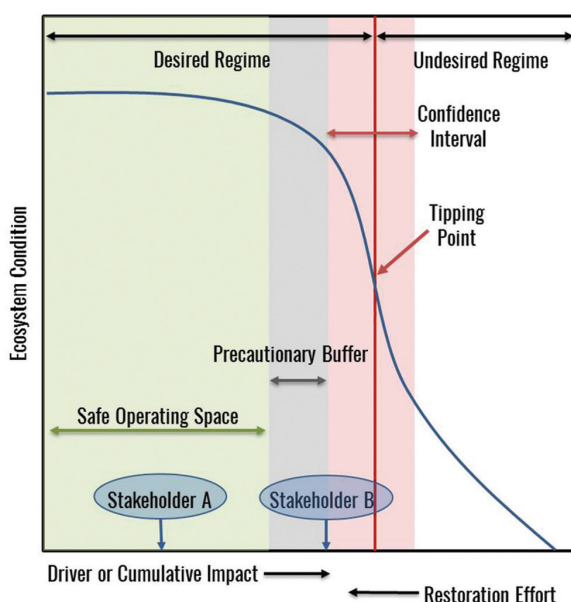 Desired Regime
Undesired Regime
Confidence
Interval
Tipping
Point
Ecosystem Condition
Precautionary Buffer
Safe Operating Space
Stakeholder A
Stakeholder B
Driver or Cumulative Impact
Restoration Effort